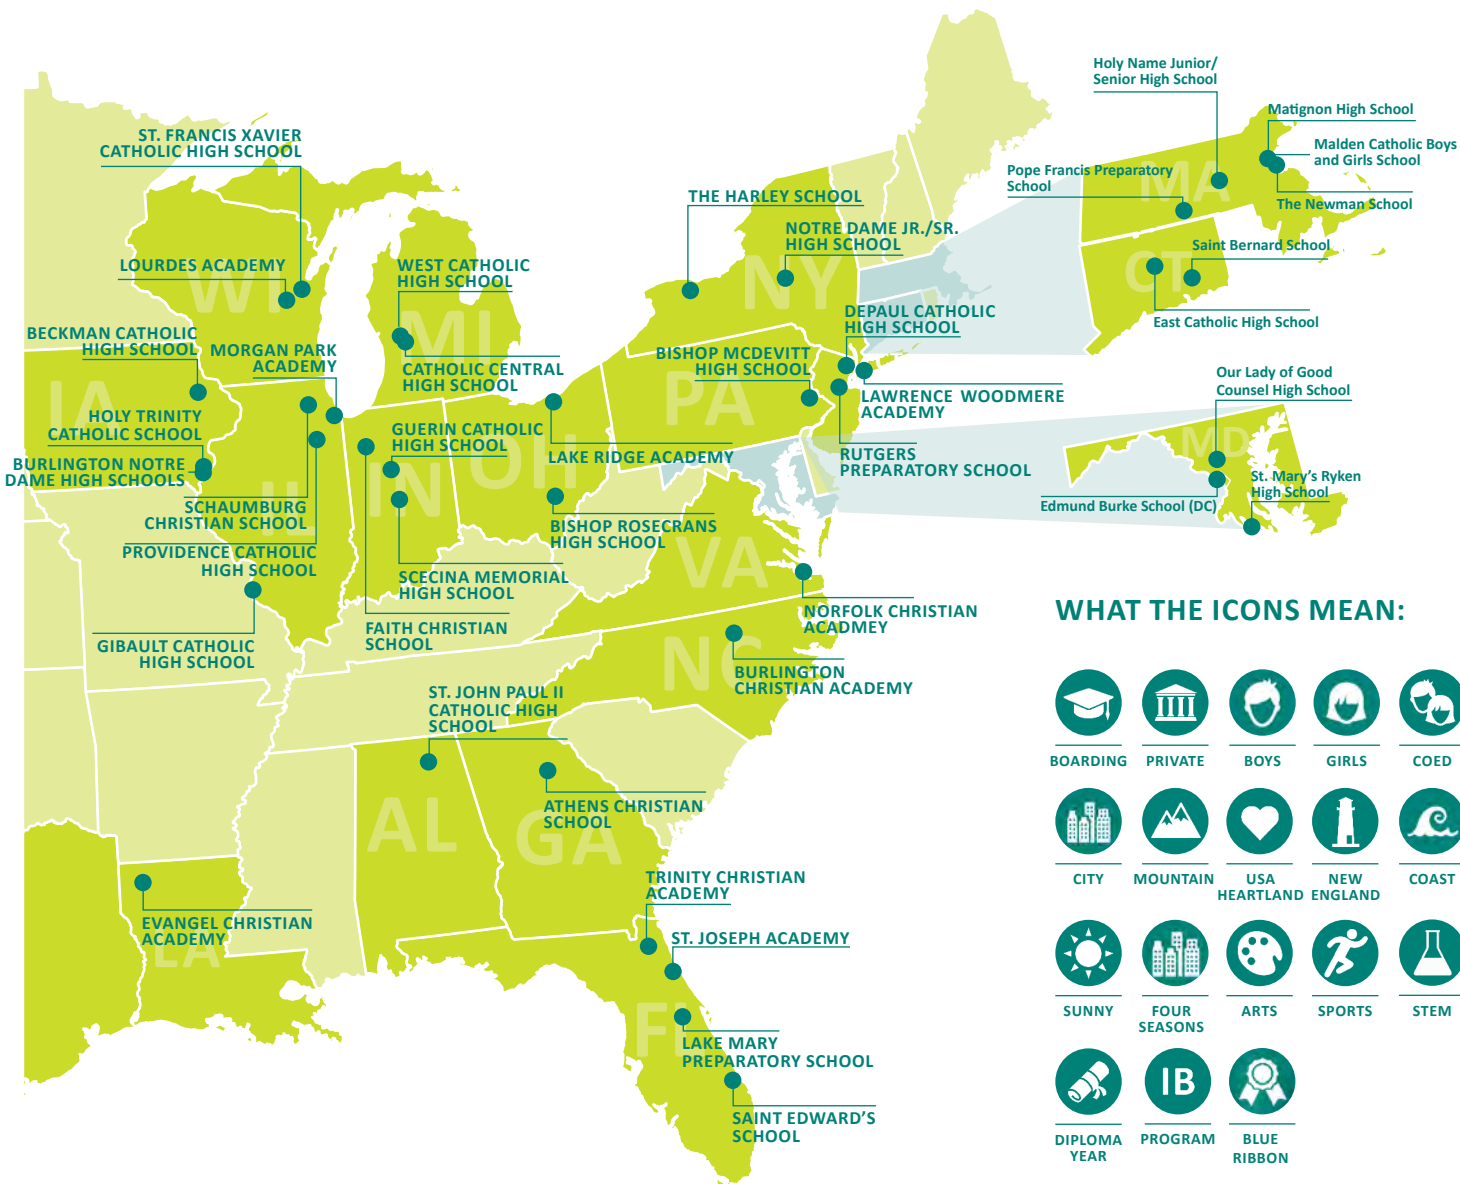 Holy Name Junior/
Senior High School
Matignon High School
Malden Catholic Boys
and Girls School
Pope Francis Preparatory
School
MA
The Newman School
Saint Bernard School
CT
East Catholic High School
ST. FRANCIS XAVIER
CATHOLIC HIGH SCHOOL
THE HARLEY SCHOOL
NOTRE DAME JR./SR.
HIGH SCHOOL
NY
LOURDES ACADEMY
WI
WEST CATHOLIC
HIGH SCHOOL
MI
DEPAUL CATHOLIC
HIGH SCHOOL
BECKMAN CATHOLIC
HIGH SCHOOL
MORGAN PARK
ACADEMY
CATHOLIC CENTRAL
HIGH SCHOOL
BISHOP MCDEVITT
HIGH SCHOOL
PA
LAWRENCE WOODMERE
ACADEMY
Our Lady of Good
Counsel High School
MD
IA
HOLY TRINITY
CATHOLIC SCHOOL
GUERIN CATHOLIC
HIGH SCHOOL
OH
LAKE RIDGE ACADEMY
RUTGERS
PREPARATORY SCHOOL
BURLINGTON NOTRE
DAME HIGH SCHOOLS
IL
IN
St. Mary's Ryken
High School
Edmund Burke School (DC)
SCHAUMBURG
CHRISTIAN SCHOOL
BISHOP ROSECRANS
HIGH SCHOOL
VA
PROVIDENCE CATHOLIC
HIGH SCHOOL
SCECINA MEMORIAL
HIGH SCHOOL
NORFOLK CHRISTIAN
ACADMEY
FAITH CHRISTIAN
SCHOOL
GIBAULT CATHOLIC
HIGH SCHOOL
NC
BURLINGTON
CHRISTIAN ACADEMY
ST. JOHN PAUL II
CATHOLIC HIGH
SCHOOL
AL
GA
ATHENS CHRISTIAN
SCHOOL
TRINITY CHRISTIAN
ACADEMY
EVANGEL CHRISTIAN
ACADEMY
LA
ST. JOSEPH ACADEMY
FL
LAKE MARY
PREPARATORY SCHOOL
SAINT EDWARD'S
SCHOOL
WHAT THE ICONS MEAN:
BOARDING
PRIVATE
BOYS
GIRLS
COED
CITY
MOUNTAIN
USA
HEARTLAND
NEW
ENGLAND
COAST
SUNNY
FOUR
SEASONS
ARTS
SPORTS
STEM
DIPLOMA
YEAR
IB
PROGRAM
BLUE
RIBBON